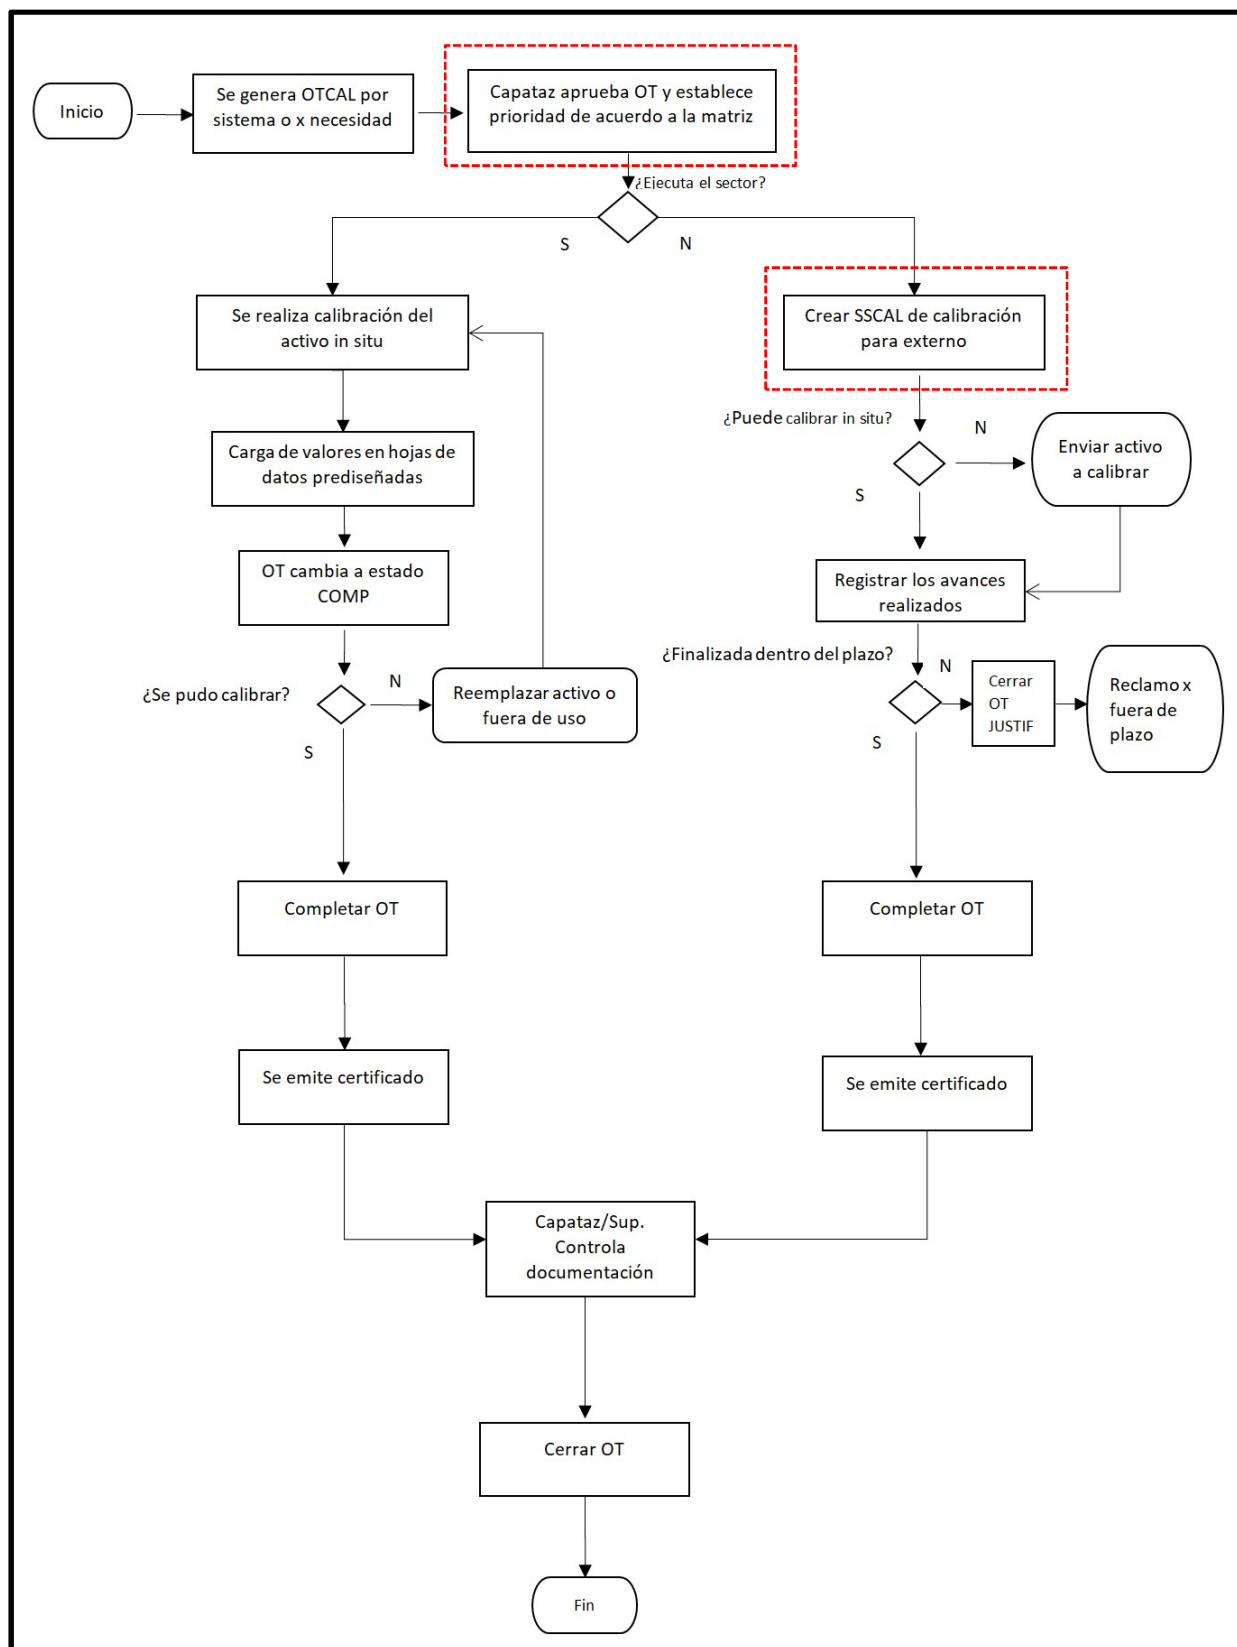 Inicio
Se genera OTCAL por
sistema o x necesidad
Capataz aprueba OT y establece
prioridad de acuerdo a la matriz
¿Ejecuta el sector?
S
N
Se realiza calibración del
activo in situ
Crear SSCAL de calibración
para externo
¿Puede calibrar in situ?
N
Enviar activo
a calibrar
S
Carga de valores en hojas de
datos prediseñadas
OT cambia a estado
COMP
Registrar los avances
realizados
¿Se pudo calibrar?
N
Reemplazar activo o
fuera de uso
S
¿Finalizada dentro del plazo?
N
Cerrar
OT
JUSTIF
Reclamo x
fuera de
plazo
S
Completar OT
Completar OT
Se emite certificado
Se emite certificado
Capataz/Sup.
Controla
documentación
Cerrar OT
Fin